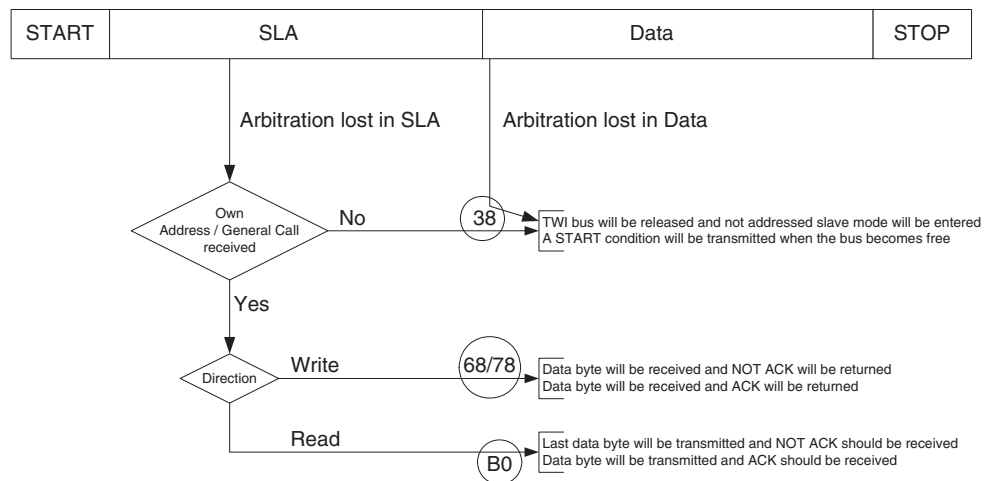 START SLA Data STOP
Arbitration lost in SLA Arbitration lost in Data
Own
Address / General Call
received
No
38
TWI bus will be released and not addressed slave mode will be entered
A START condition will be transmitted when the bus becomes free
Yes
Direction
Write
68/78
Data byte will be received and NOT ACK will be returned
Data byte will be received and ACK will be returned
Read
B0
Last data byte will be transmitted and NOT ACK should be received
Data byte will be transmitted and ACK should be received